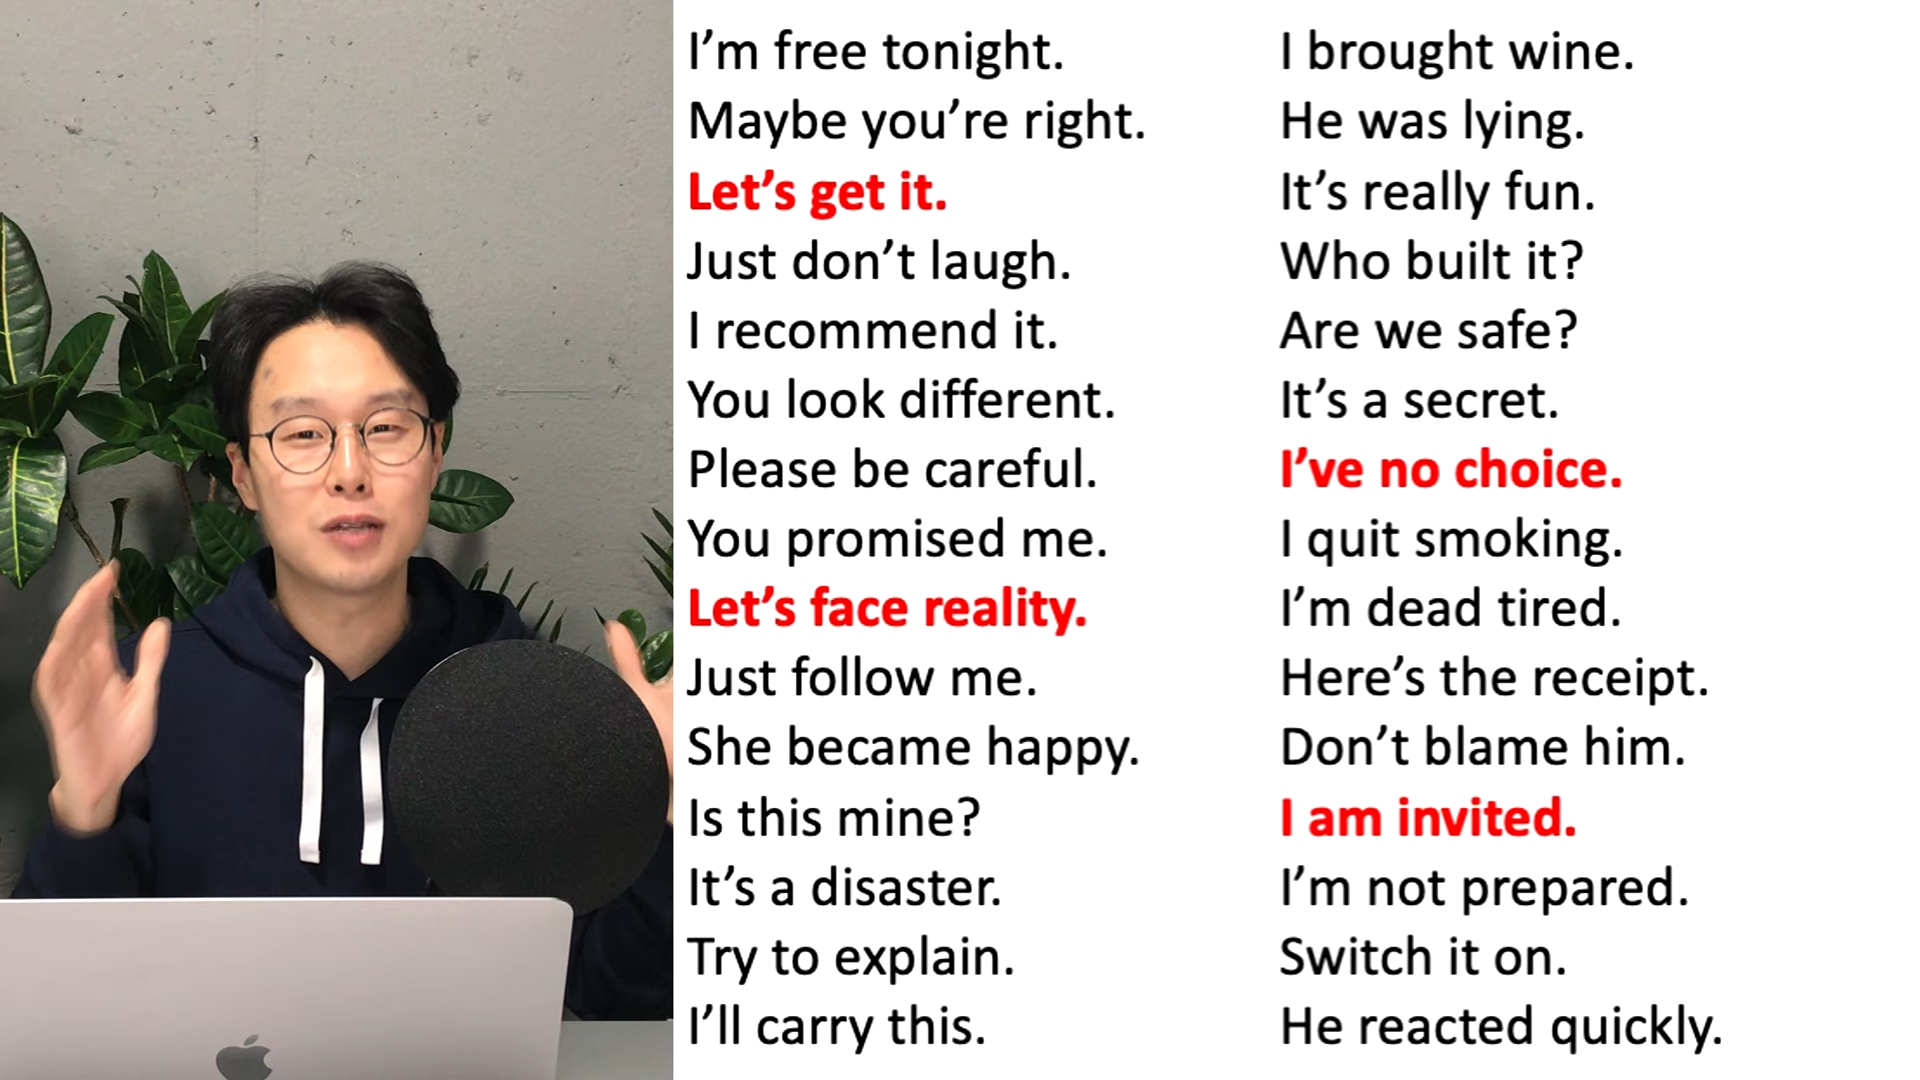 I’m free tonight.
Maybe you’re right.
Let’s get it.
Just don’t laugh.
I recommend it.
You look different.
Please be careful.
You promised me.
Let’s face reality.
Just follow me.
She became happy.
Is this mine?
It’s a disaster.
Try to explain.
I’ll carry this.
I brought wine.
He was lying.
It’s really fun.
Who built it?
Are we safe?
It’s a secret.
I’ve no choice.
I quit smoking.
I’m dead tired.
Here’s the receipt.
Don’t blame him.
I am invited.
I’m not prepared.
Switch it on.
He reacted quickly.